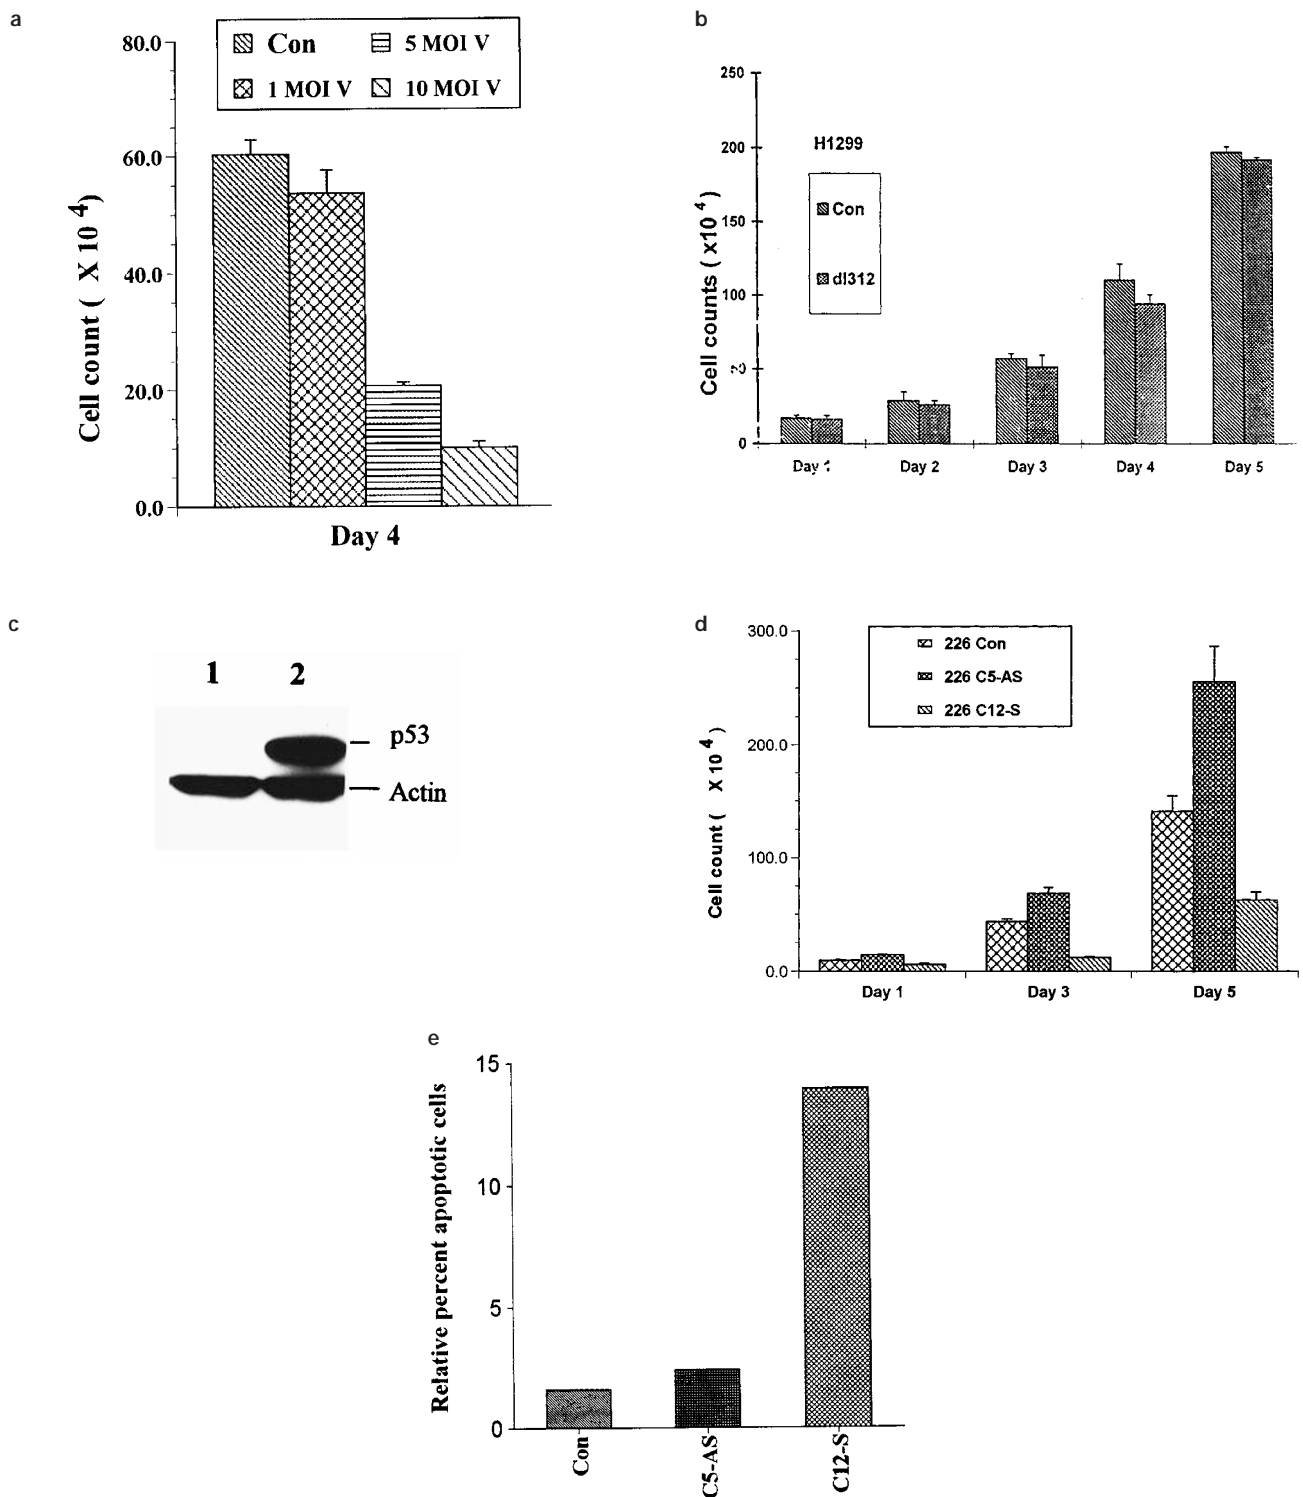 a
80.0
60.0
40.0
20.0
0.0
Cell count ( X 10 4)
Con
5 MOI V
1 MOI V
10 MOI V
Day 4
b
250
200
150
100
0
Cell counts ( x10 4)
H1299
Con
dl312
Day
Day 2
Day 3
Day 4
Day 5
c
1 2
p53
Actin
d
300.0
200.0
100.0
0.0
Cell count ( X 10 4)
226 Con
226 C5-AS
226 C12-S
Day 1
Day 3
Day 5
e
15
10
5
0
Relative percent apoptotic cells
Con
C5-AS
C12-S